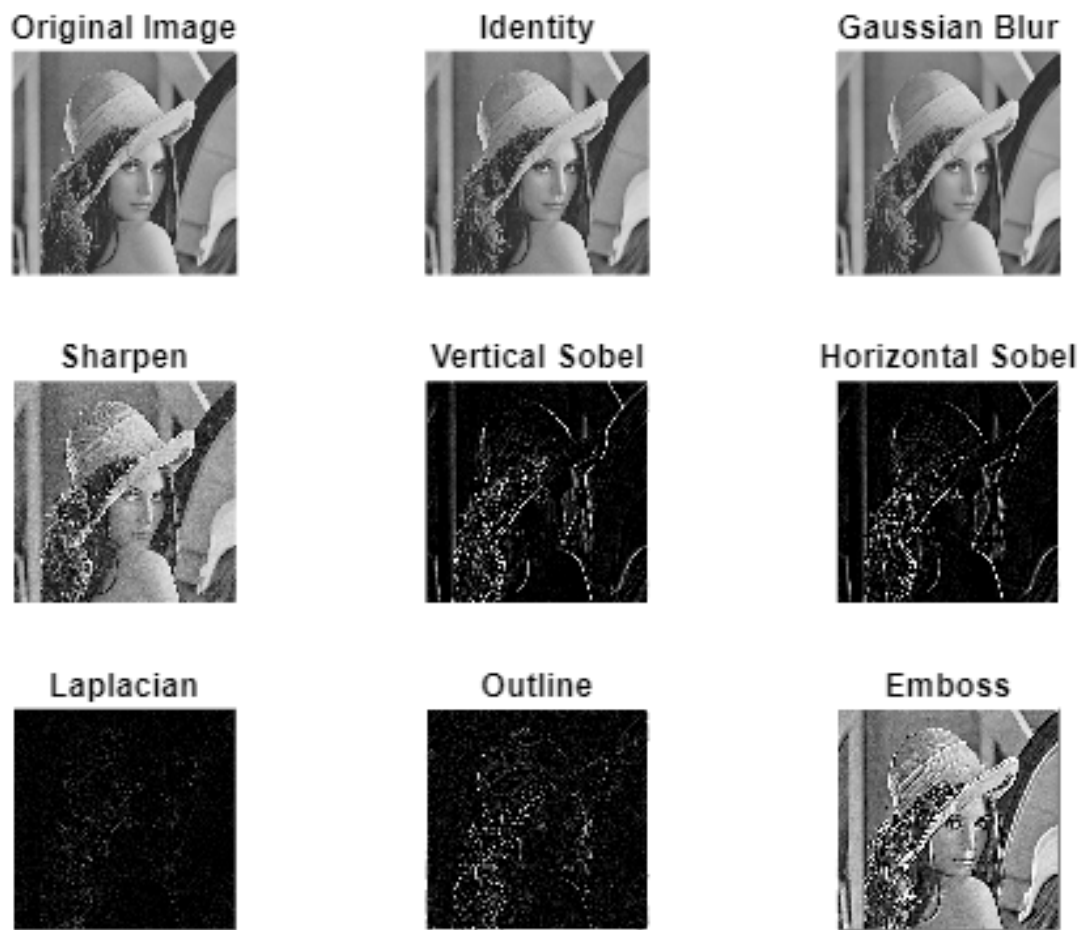 Original Image
Identity
Gaussian Blur
Sharpen
Vertical Sobel
Horizontal Sobel
Laplacian
Outline
Emboss